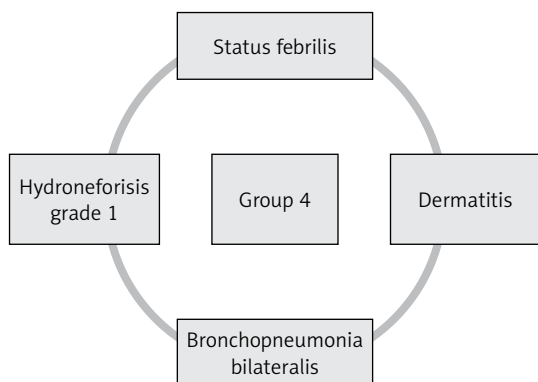 Status febrilis
Hydroneforisis
grade 1
Group 4
Dermatitis
Bronchopneumonia
bilateralis